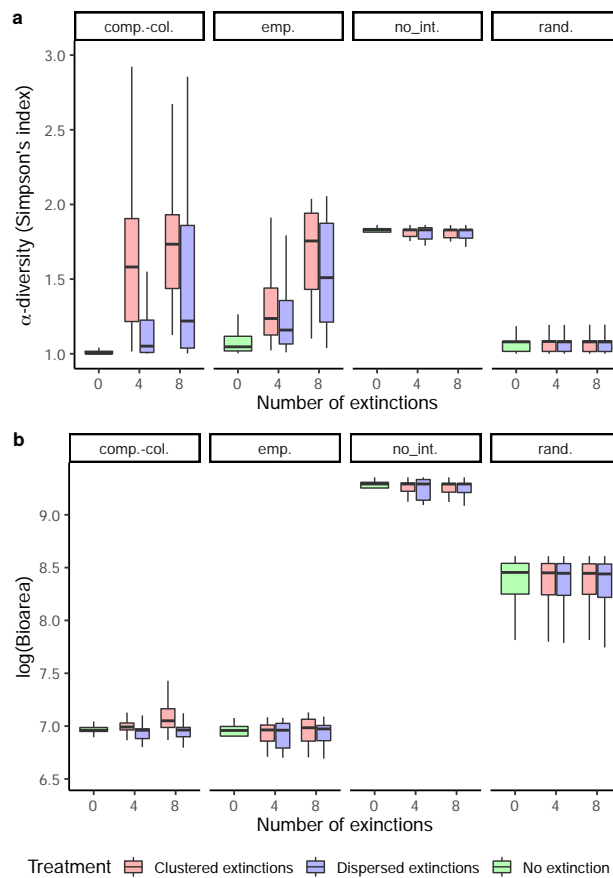 a
comp.-col. emp. no_int. rand.
α-diversity (Simpson's index)
3.0
2.5
2.0
1.5
1.0
0 4 8 0 4 8 0 4 8 0 4 8
Number of extinctions
b
comp.-col. emp. no_int. rand.
log(Bioarea)
9.0
8.5
8.0
7.5
7.0
6.5
0 4 8 0 4 8 0 4 8 0 4 8
Number of exinctions
Treatment Clustered extinctions Dispersed extinctions No extinction